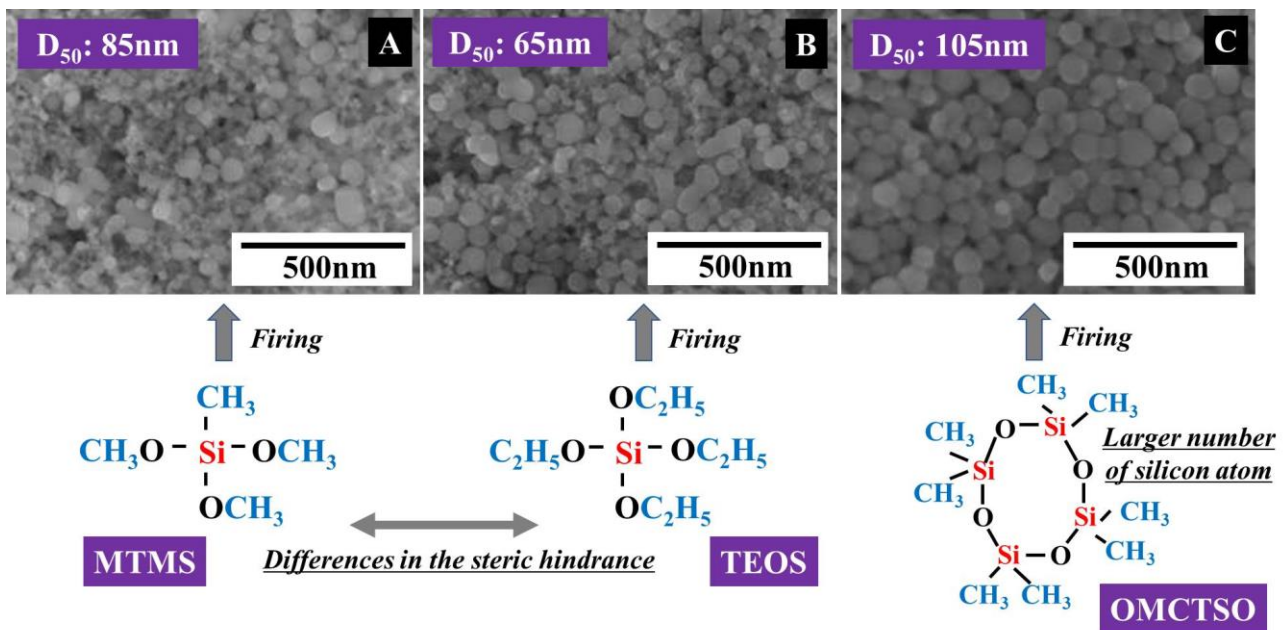 D₅₀: 85nm
A
D₅₀: 65nm
B
D₅₀: 105nm
C
500nm
500nm
500nm
Firing
Firing
Firing
CH₃
CH₃O – Si – OCH₃
OCH₃
MTMS
OC₂H₅
C₂H₅O – Si – OC₂H₅
OC₂H₅
TEOS
Differences in the steric hindrance
CH₃
CH₃
CH₃
O
Si
Si
O
CH₃
O
Si
CH₃
CH₃
Si
O
CH₃
CH₃
Larger number
of silicon atom
OMCTSO